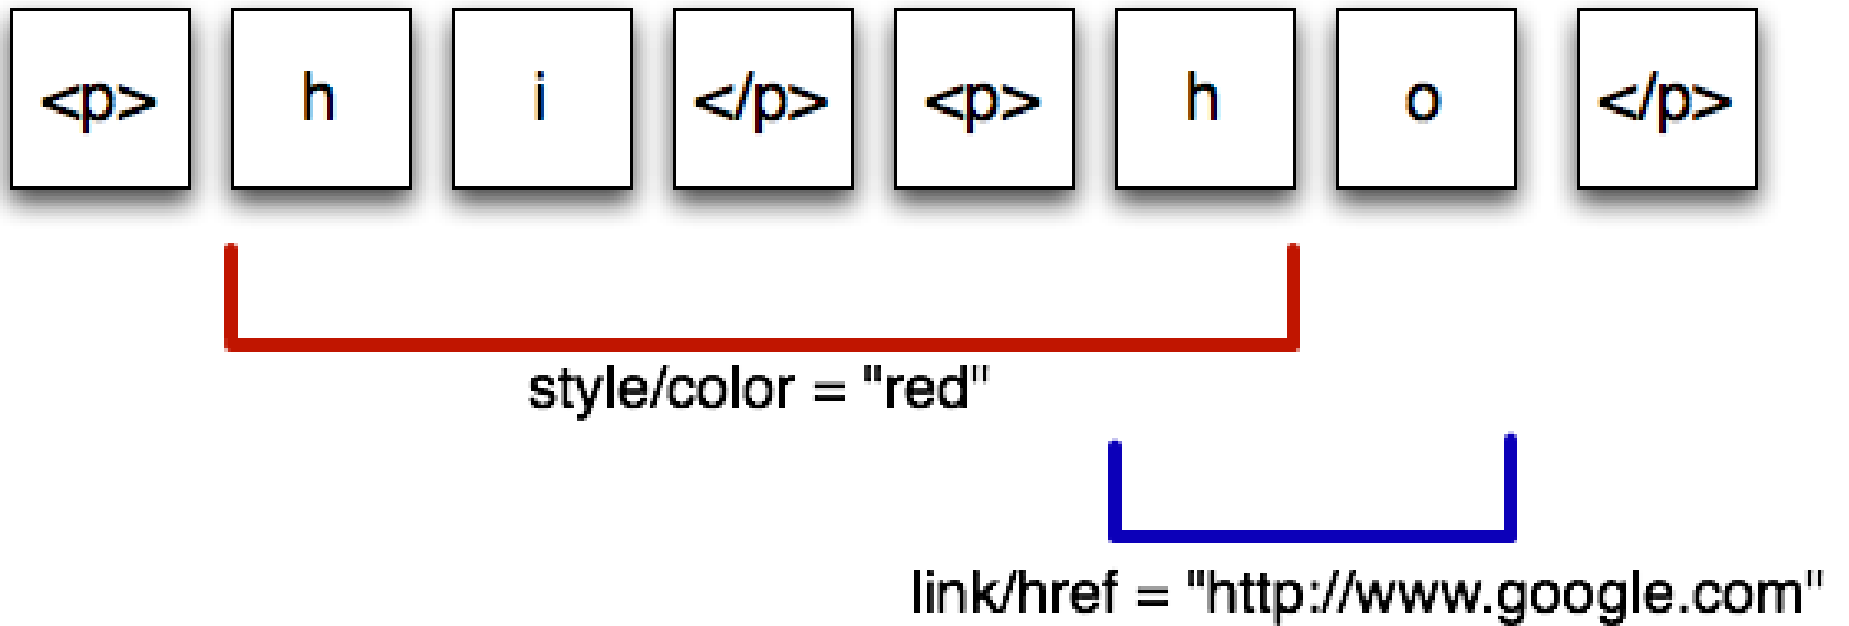 <p> h i </p> <p> h o </p>
style/color = "red"
link/href = "http://www.google.com"